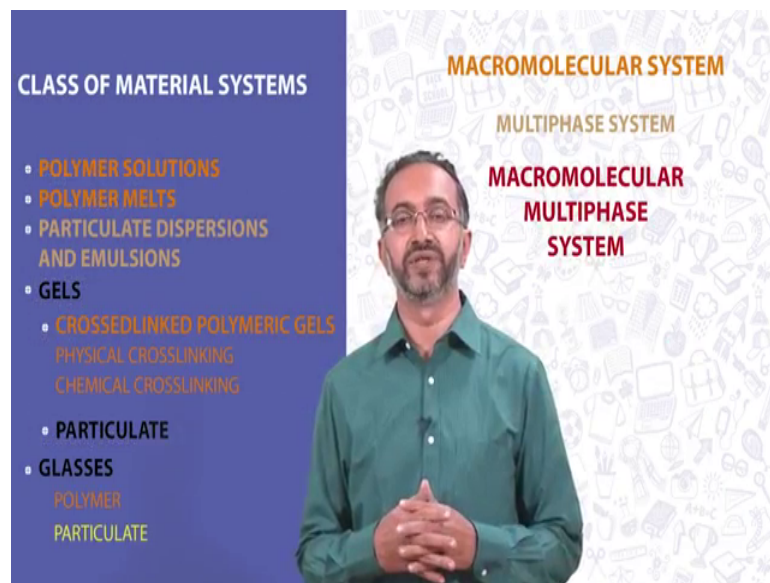 CLASS OF MATERIAL SYSTEMS
POLYMER SOLUTIONS
POLYMER MELTS
PARTICULATE DISPERSIONS
AND EMULSIONS
GELS
CROSSEDLINKED POLYMERIC GELS
PHYSICAL CROSSLINKING
CHEMICAL CROSSLINKING
PARTICULATE
GLASSES
POLYMER
PARTICULATE
MACROMOLECULAR SYSTEM
MULTIPHASE SYSTEM
MACROMOLECULAR
MULTIPHASE
SYSTEM